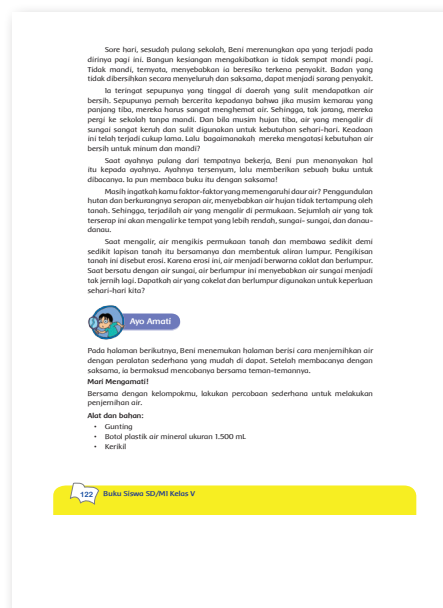 Sore hari, sesudah pulang sekolah, Beni merenungkan apa yang terjadi pada
dirinya pagi ini. Bangun kesiangan mengakibatkan ia tidak sempat mandi pagi.
Tidak mandi, ternyata, menyebabkan ia beresiko terkena penyakit. Badan yang
tidak dibersihkan secara menyeluruh dan saksama, dapat menjadi sarang penyakit.
Ia teringat sepupunya yang tinggal di daerah yang sulit mendapatkan air
bersih. Sepupunya pernah bercerita kepadanya bahwa jika musim kemarau yang
panjang tiba, mereka harus sangat menghemat air. Sehingga, tak jarang, mereka
pergi ke sekolah tanpa mandi. Dan bila musim hujan tiba, air yang mengalir di
sungai sangat keruh dan sulit digunakan untuk kebutuhan sehari-hari. Keadaan
ini telah terjadi cukup lama. Lalu bagaimanakah mereka mengatasi kebutuhan air
bersih untuk minum dan mandi?
Saat ayahnya pulang dari tempatnya bekerja, Beni pun menanyakan hal
itu kepada ayahnya. Ayahnya tersenyum, lalu memberikan sebuah buku untuk
dibacanya. Ia pun membaca buku itu dengan saksama!
Masih ingatkah kamu faktor-faktor yang memengaruhi daur air? Penggundulan
hutan dan berkurangnya serapan air, menyebabkan air hujan tidak tertampung oleh
tanah. Sehingga, terjadilah air yang mengalir di permukaan. Sejumlah air yang tak
terserap ini akan mengalir ke tempat yang lebih rendah, sungai- sungai, dan danau-
danau.
Saat mengalir, air mengikis permukaan tanah dan membawa sedikit demi
sedikit lapisan tanah itu bersamanya dan membentuk aliran lumpur. Pengikisan
tanah ini disebut erosi. Karena erosi ini, air menjadi berwarna coklat dan berlumpur.
Saat bersatu dengan air sungai, air berlumpur ini menyebabkan air sungai menjadi
tak jernih lagi. Dapatkah air yang cokelat dan berlumpur digunakan untuk keperluan
sehari-hari kita?
Ayo Amati
Pada halaman berikutnya, Beni menemukan halaman berisi cara menjernihkan air
dengan peralatan sederhana yang mudah di dapat. Setelah membacanya dengan
saksama, ia bermaksud mencobanya bersama teman-temannya.
Mari Mengamati!
Bersama dengan kelompokmu, lakukan percobaan sederhana untuk melakukan
penjernihan air.
Alat dan bahan:
• Gunting
• Botol plastik air mineral ukuran 1.500 mL
• Kerikil
122 Buku Siswa SD/MI Kelas V